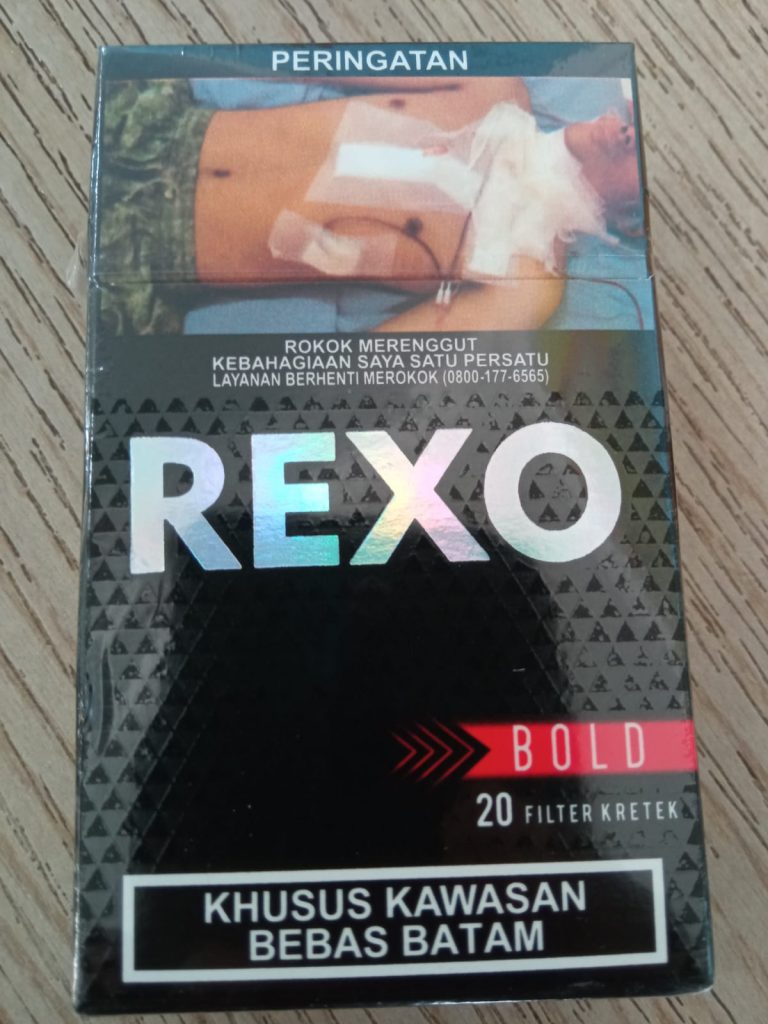 PERINGATAN
ROKOK MERENGGUT
KEBAHAGIAAN SAYA SATU PERSATU
LAYANAN BERHENTI MEROKOK (0800-177-6565)
REXO
BOLD
20 FILTER KRETEK
KHUSUS KAWASAN
BEBAS BATAM